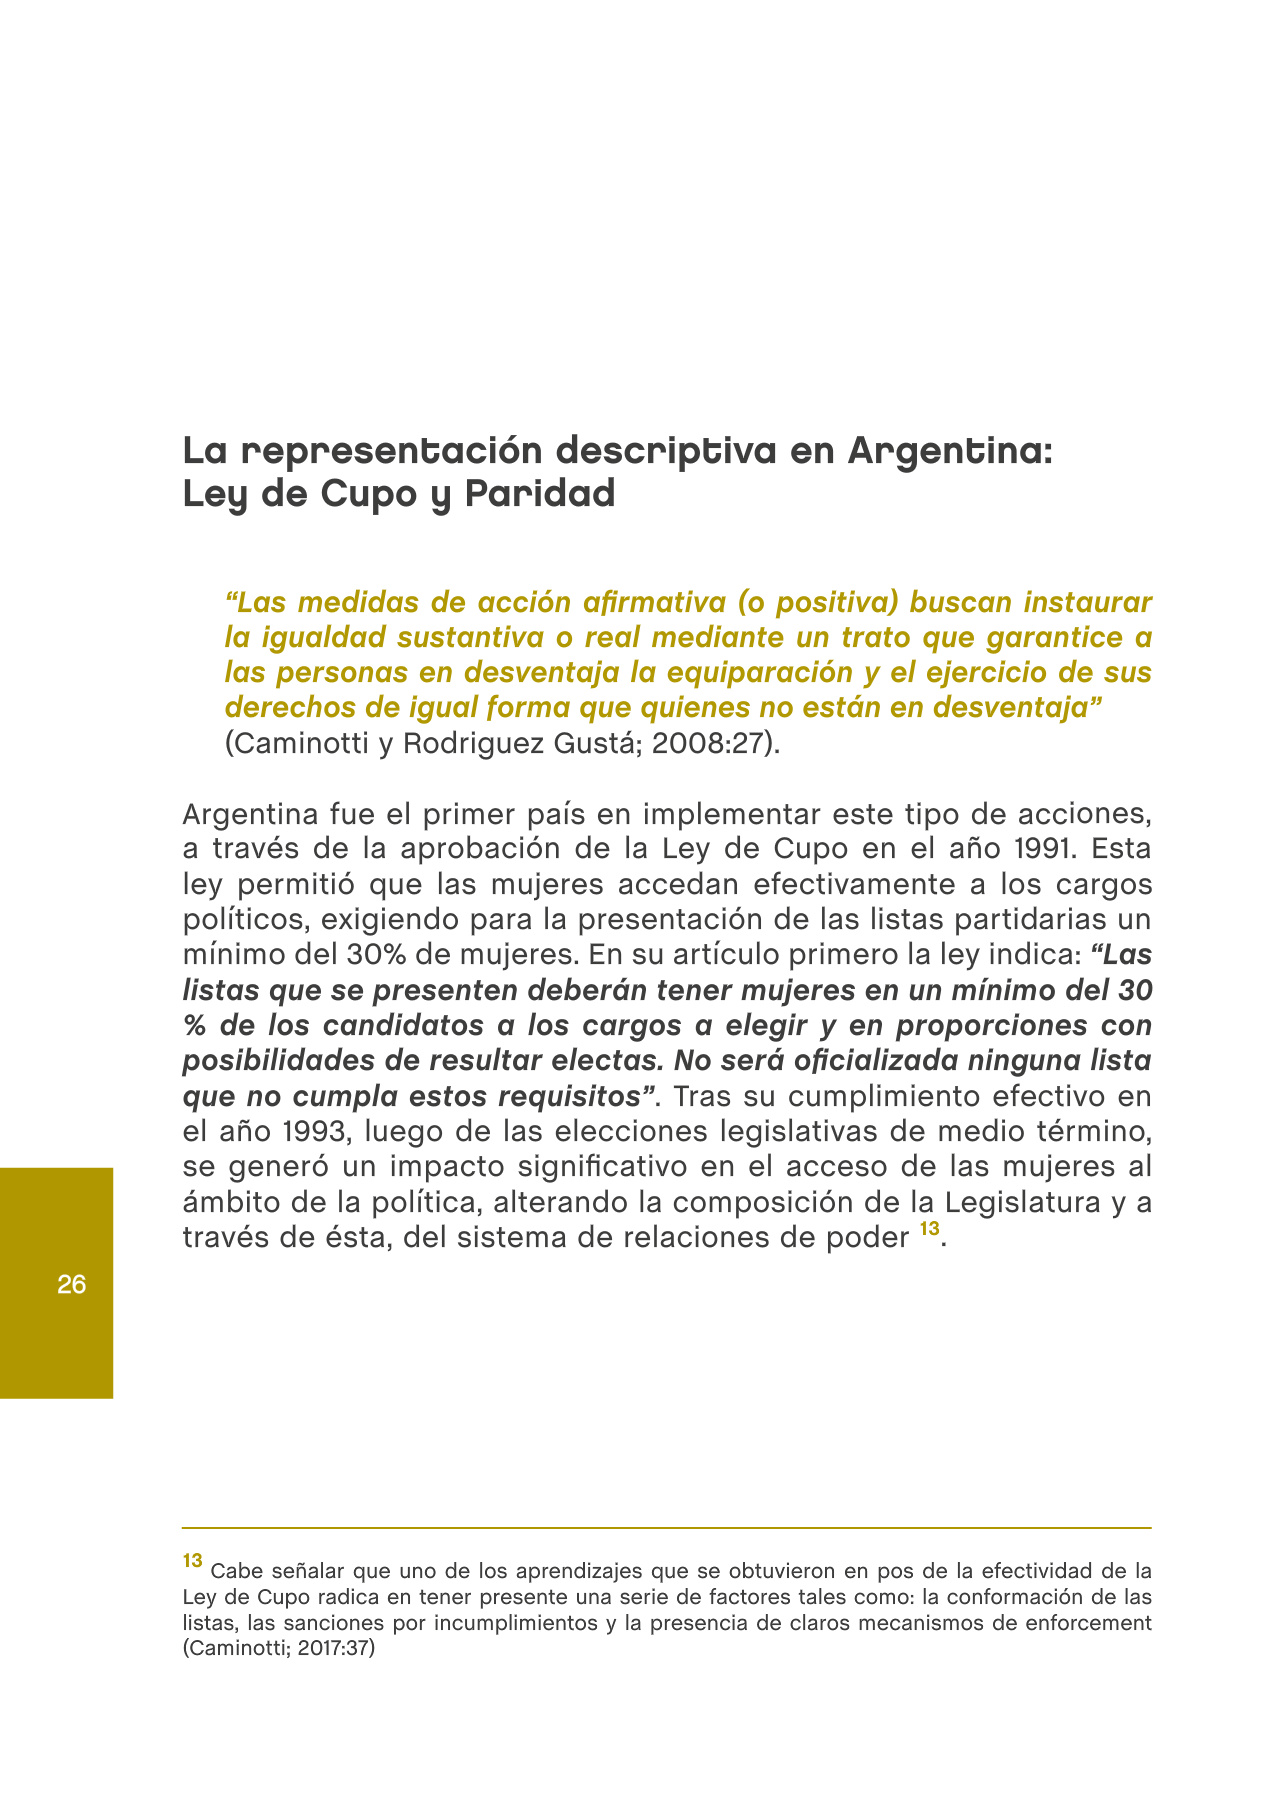 La representación descriptiva en Argentina:
Ley de Cupo y Paridad
“Las medidas de acción afirmativa (o positiva) buscan instaurar
la igualdad sustantiva o real mediante un trato que garantice a
las personas en desventaja la equiparación y el ejercicio de sus
derechos de igual forma que quienes no están en desventaja”
(Caminotti y Rodriguez Gustá; 2008:27).
Argentina fue el primer país en implementar este tipo de acciones,
a través de la aprobación de la Ley de Cupo en el año 1991. Esta
ley permitió que las mujeres accedan efectivamente a los cargos
políticos, exigiendo para la presentación de las listas partidarias un
mínimo del 30% de mujeres. En su artículo primero la ley indica: “Las
listas que se presenten deberán tener mujeres en un mínimo del 30
% de los candidatos a los cargos a elegir y en proporciones con
posibilidades de resultar electas. No será oficializada ninguna lista
que no cumpla estos requisitos”. Tras su cumplimiento efectivo en
el año 1993, luego de las elecciones legislativas de medio término,
se generó un impacto significativo en el acceso de las mujeres al
ámbito de la política, alterando la composición de la Legislatura y a
través de ésta, del sistema de relaciones de poder 13.
26
13 Cabe señalar que uno de los aprendizajes que se obtuvieron en pos de la efectividad de la
Ley de Cupo radica en tener presente una serie de factores tales como: la conformación de las
listas, las sanciones por incumplimientos y la presencia de claros mecanismos de enforcement
(Caminotti; 2017:37)